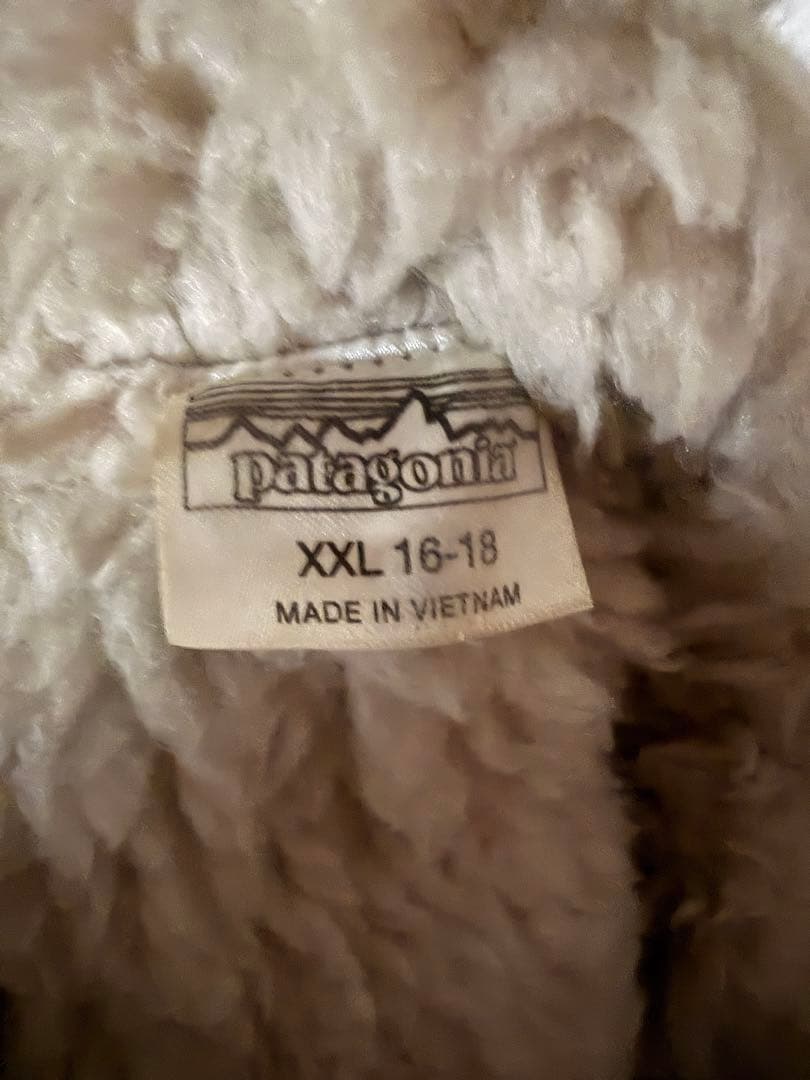 patagonia
XXL 16-18
MADE IN VIETNAM